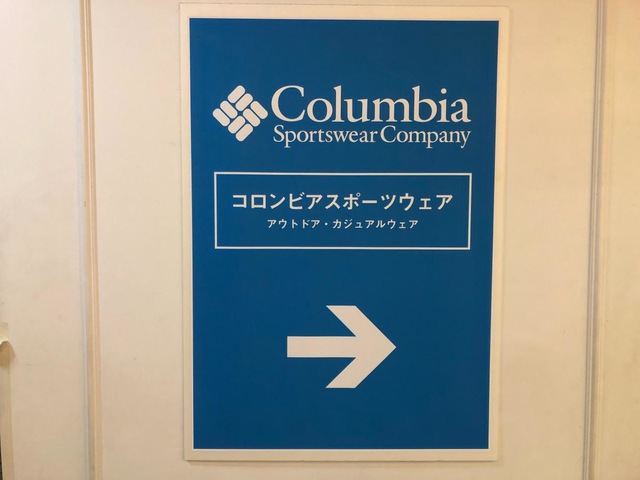 Columbia
Sportswear Company
コロンビアスポーツウェア
アウトドア・カジュアルウェア